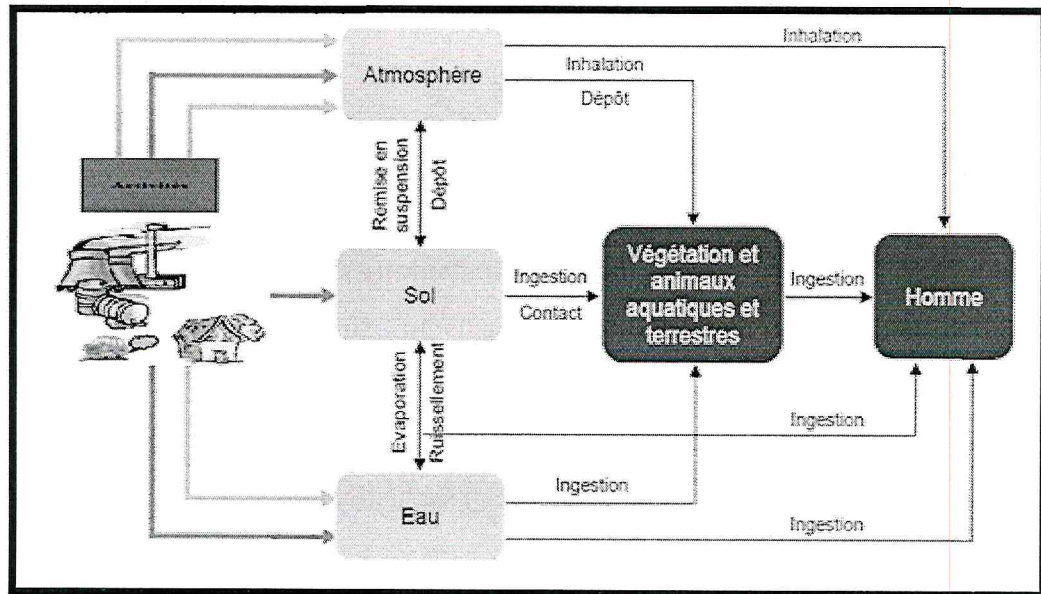 Inhalation
Atmosphère
Inhalation
Dépôt
Activités
Remise en
suspension
Dépôt
Sol
Ingestion
Contact
Végétation et
animaux
aquatiques et
terrestres
Ingestion
Homme
Evaporation
Ruissellement
Ingestion
Eau
Ingestion
Ingestion